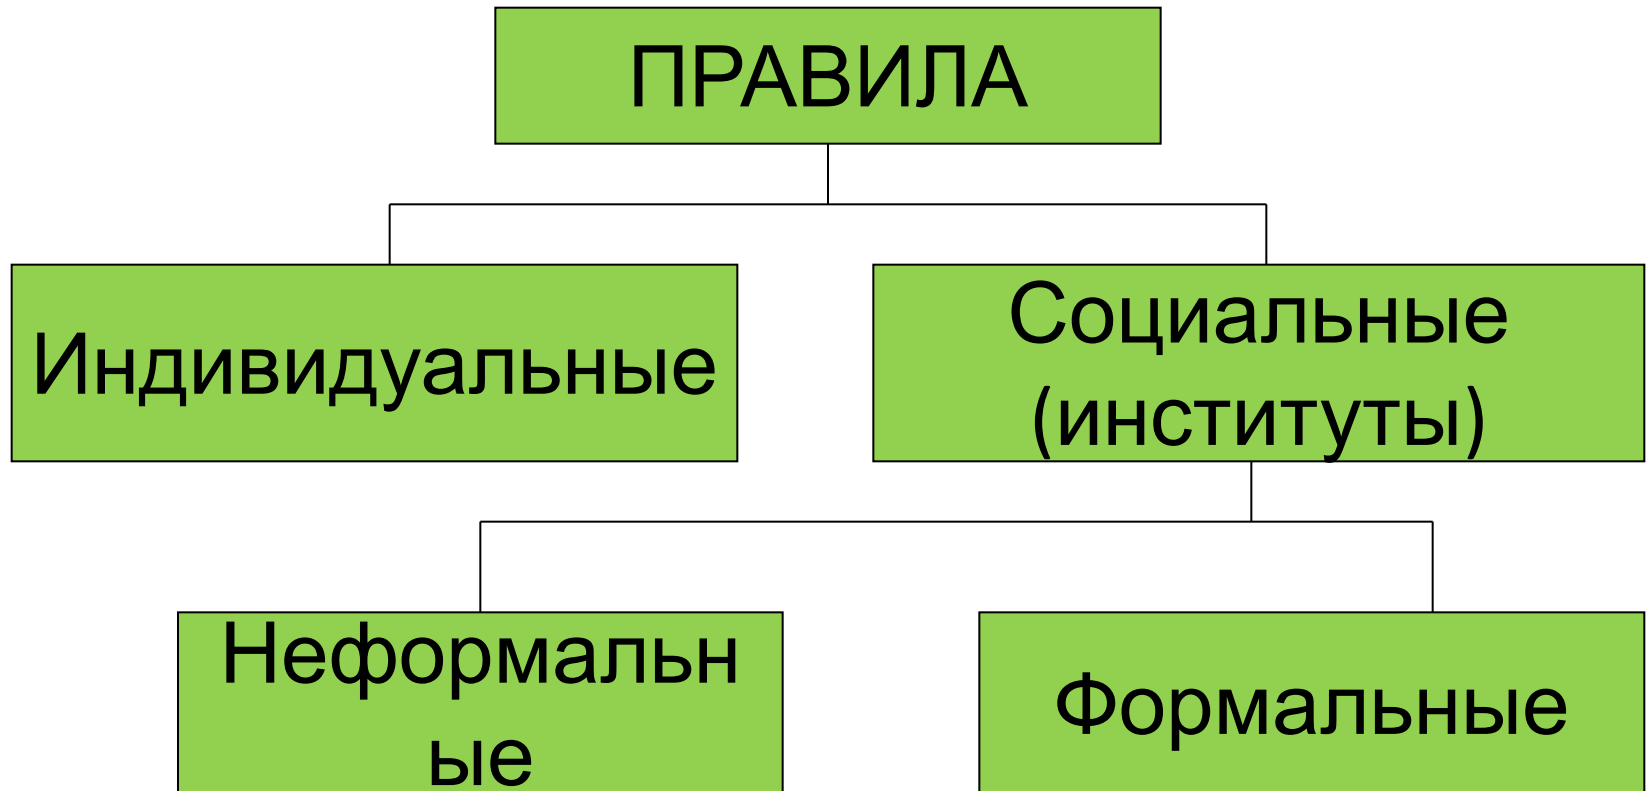 ПРАВИЛА
Индивидуальные
Социальные
(институты)
Неформальн
ые
Формальные